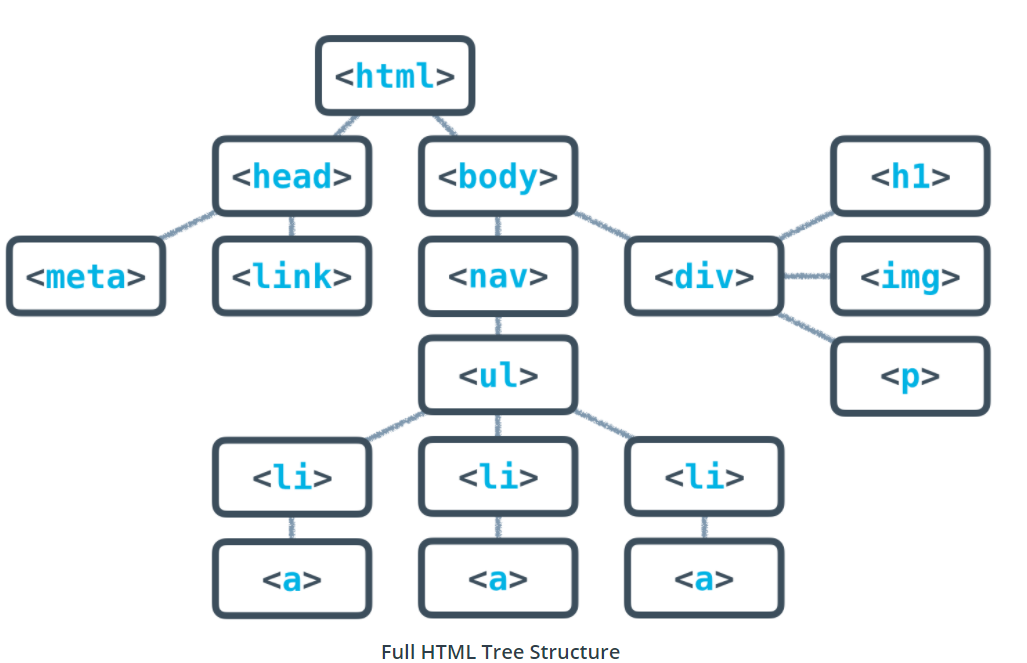 <html>
<head>
<body>
<h1>
<meta>
<link>
<nav>
<div>
<img>
<ul>
<p>
<li>
<li>
<li>
<a>
<a>
<a>
Full HTML Tree Structure